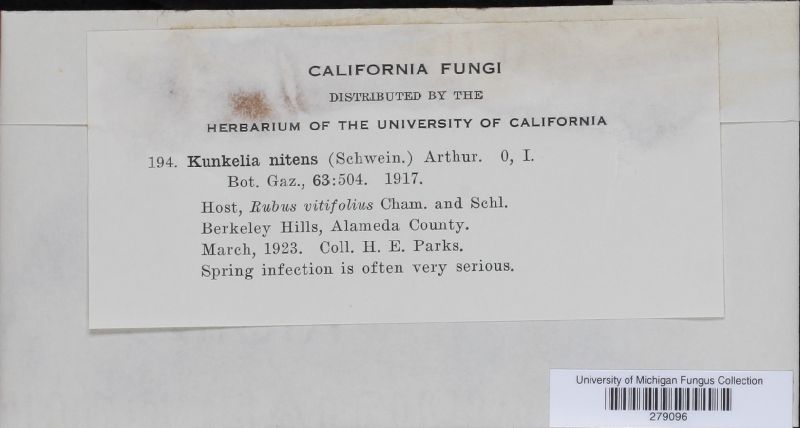 CALIFORNIA FUNGI
DISTRIBUTED BY THE
HERBARIUM OF THE UNIVERSITY OF CALIFORNIA
194. Kunkelia nitens (Schwein.) Arthur. 0, I.
Bot. Gaz., 63:504. 1917.
Host, Rubus vitifolius Cham. and Schl.
Berkeley Hills, Alameda County.
March, 1923. Coll. H. E. Parks.
Spring infection is often very serious.
University of Michigan Fungus Collection
279096